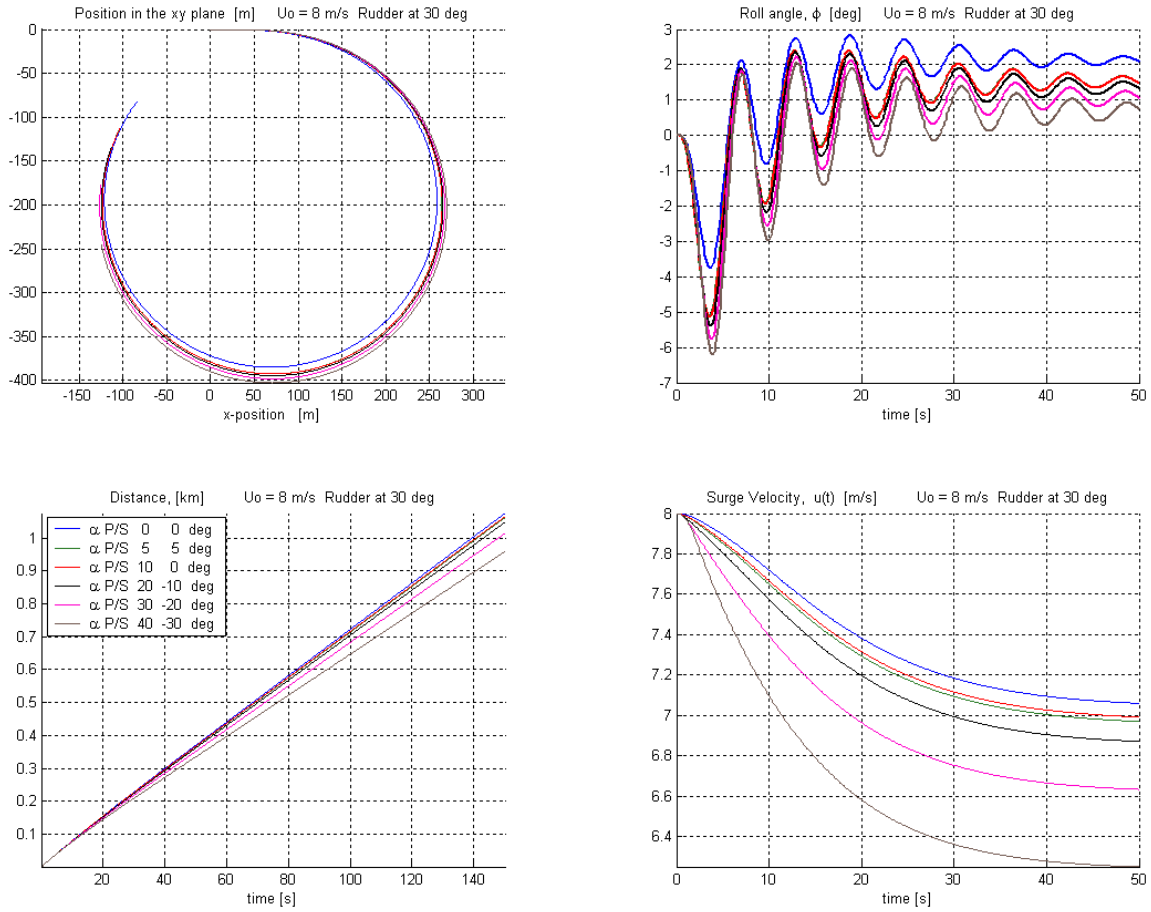 Position in the xy plane [m] Uo = 8 m/s Rudder at 30 deg
0
-50
-100
-150
-200
-250
-300
-350
-400
-150 -100 -50 0 50 100 150 200 250 300
x-position [m]
Roll angle, ϕ [deg] Uo = 8 m/s Rudder at 30 deg
3
2
1
0
-1
-2
-3
-4
-5
-6
-7
0 10 20 30 40 50
time [s]
Distance, [km] Uo = 8 m/s Rudder at 30 deg
α P/S 0 0 deg
α P/S 5 5 deg
α P/S 10 0 deg
α P/S 20 -10 deg
α P/S 30 -20 deg
α P/S 40 -30 deg
1
0.9
0.8
0.7
0.6
0.5
0.4
0.3
0.2
0.1
20 40 60 80 100 120 140
time [s]
Surge Velocity, u(t) [m/s] Uo = 8 m/s Rudder at 30 deg
8
7.8
7.6
7.4
7.2
7
6.8
6.6
6.4
0 10 20 30 40 50
time [s]